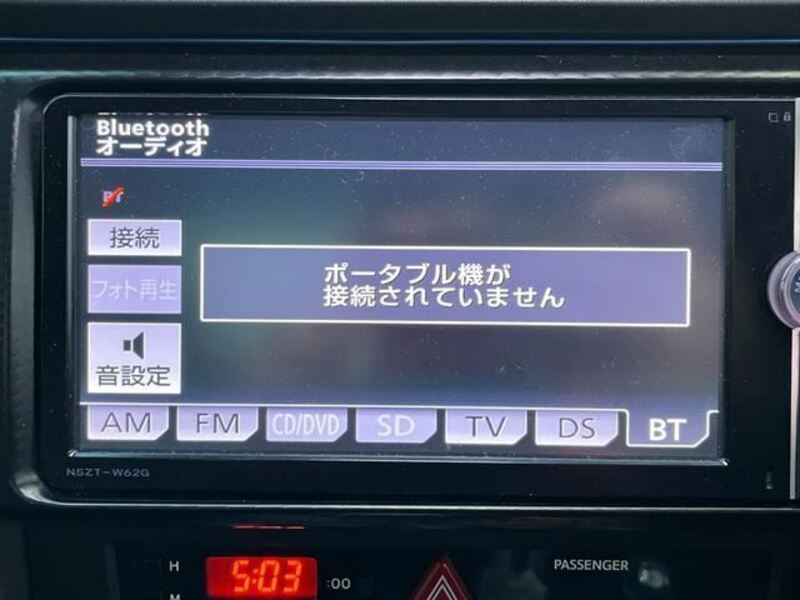 Bluetooth
オーディオ
BT
接続
フォト再生
音設定
ポータブル機が
接続されていません
AM FM CD/DVD SD TV DS BT
NSZT-W62G
H 5:03 :00 PASSENGER
M